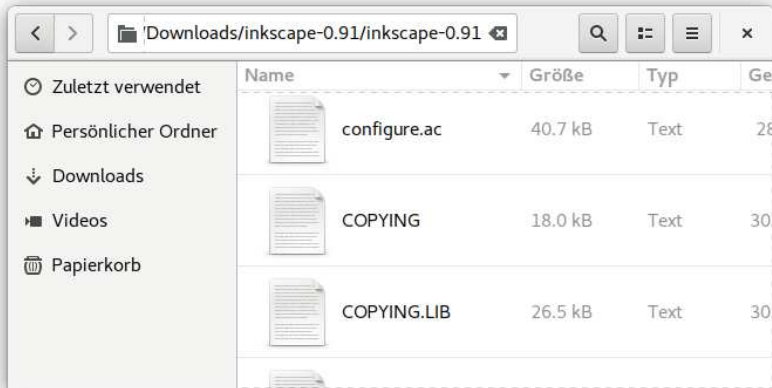 'Downloads/inkscape-0.91/inkscape-0.91
Zuletzt verwendet
Persönlicher Ordner
Downloads
Videos
Papierkorb
Name Größe Typ Ge
configure.ac 40.7 kB Text 28
COPYING 18.0 kB Text 30
COPYING.LIB 26.5 kB Text 30